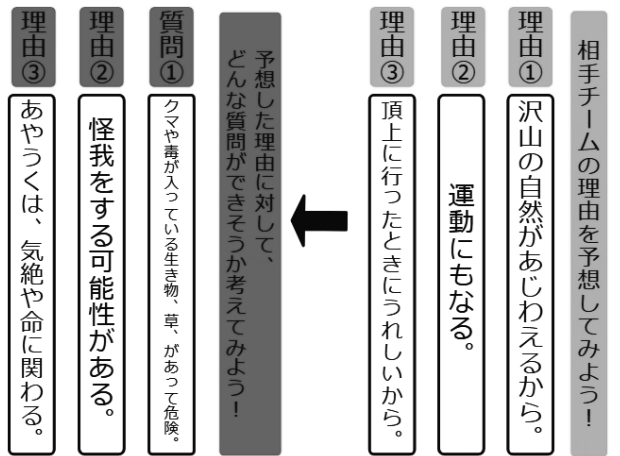 相手チームの理由を予想してみよう！
理由①
沢山の自然があじわえるから。
理由②
運動にもなる。
理由③
頂上に行ったときにうれしいから。
予想した理由に対して、
どんな質問ができそうか考えてみよう！
質問①
クマや毒が入っている生き物、草、があって危険。
理由②
怪我をする可能性がある。
理由③
あやうくは、気絶や命に関わる。